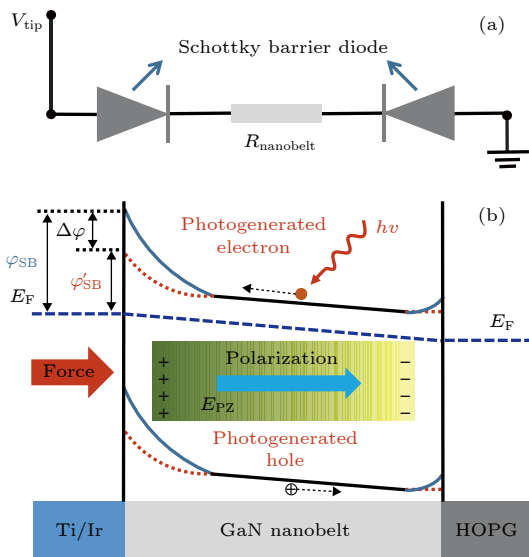 V_tip
(a)
Schottky barrier diode
R_nanobelt
(b)
Photogenerated
electron
hν
Δφ
φ_SB
φ′_SB
E_F
E_F
Force
Polarization
E_PZ
+ + + +
− − − −
Photogenerated
hole
Ti/Ir
GaN nanobelt
HOPG